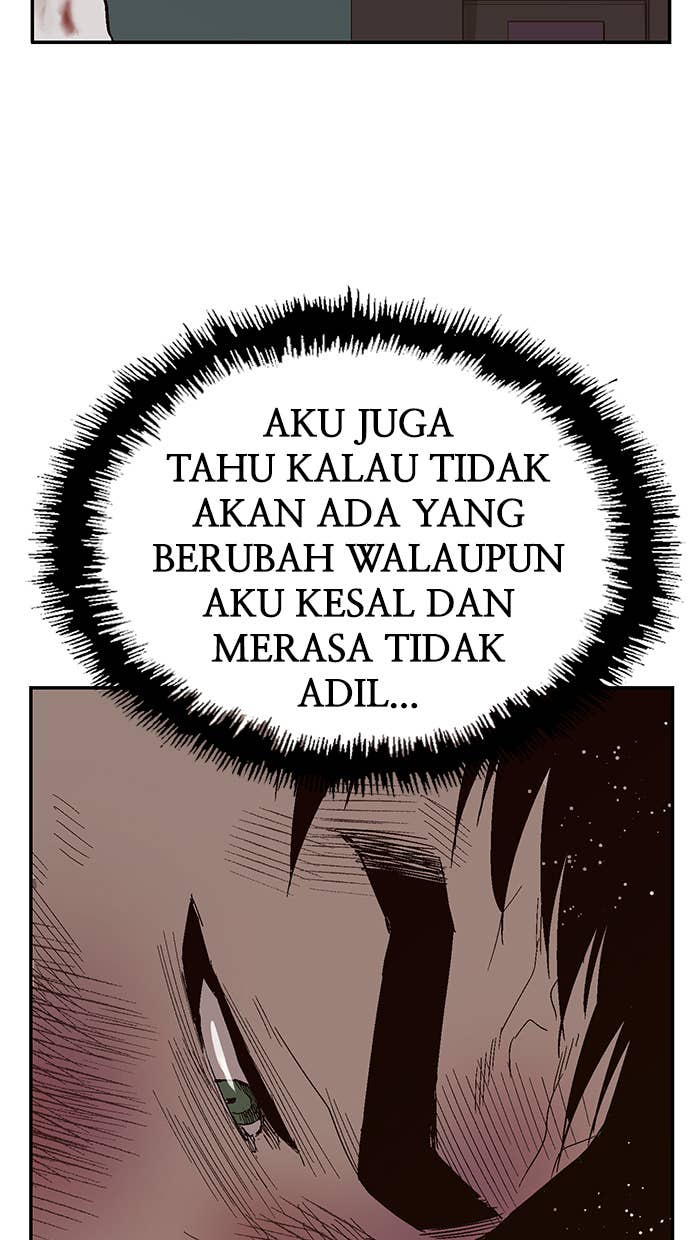 AKU JUGA
TAHU KALAU TIDAK
AKAN ADA YANG
BERUBAH WALAUPUN
AKU KESAL DAN
MERASA TIDAK
ADIL...